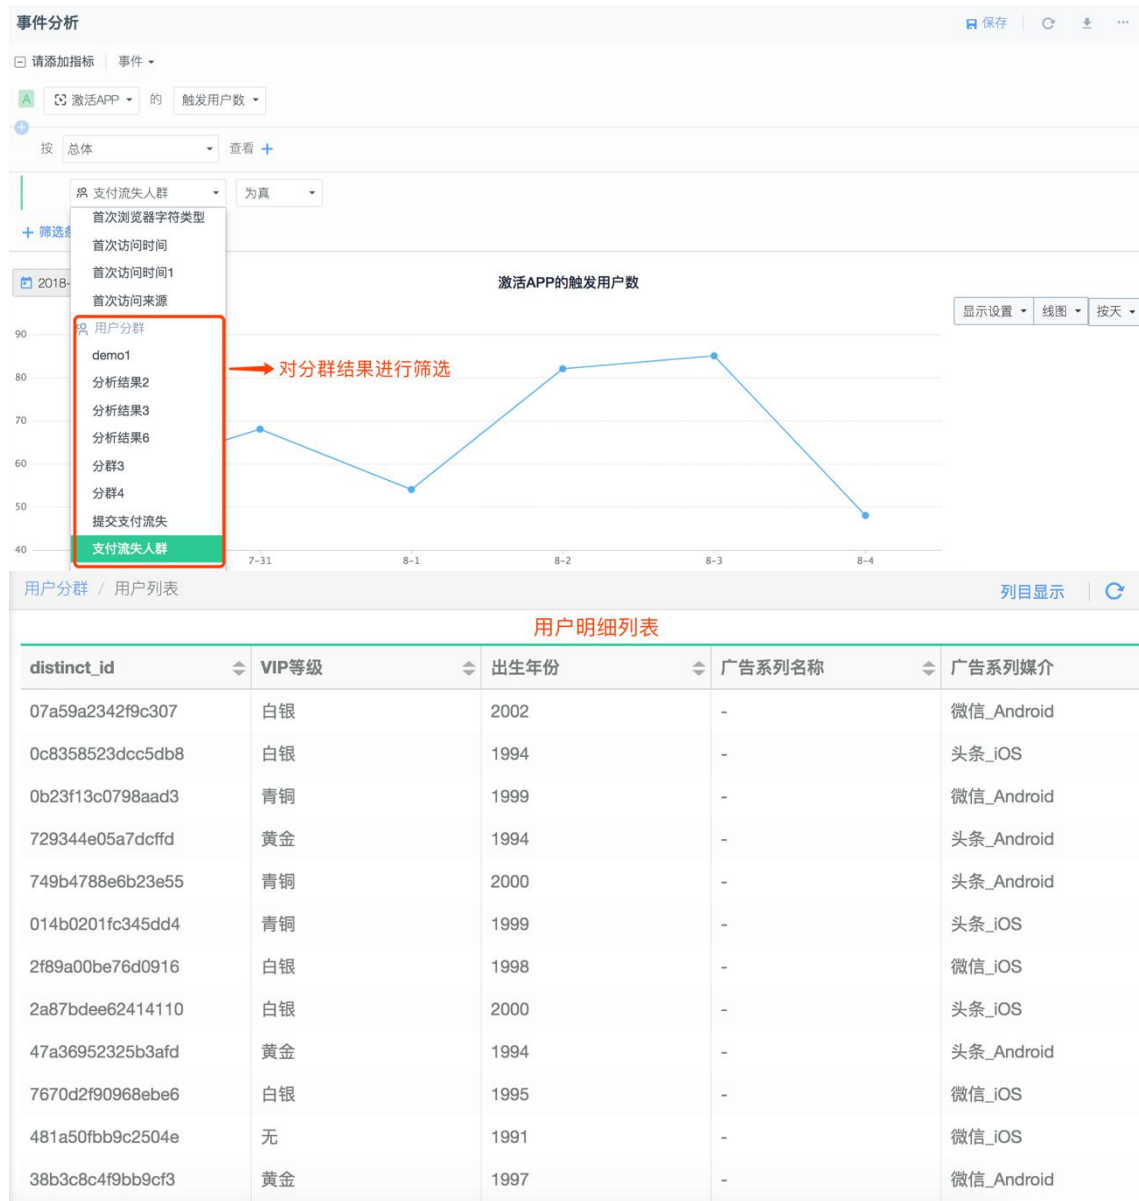 事件分析 保存 ...
请添加指标 事件
A 激活APP 的 触发用户数
按 总体 查看 +
支付流失人群 为真
首次浏览器字符类型
+ 筛选
首次访问时间
首次访问时间1
2018- 激活APP的触发用户数
首次访问来源
显示设置 线图 按天
用户分群
90
demo1
对分群结果进行筛选
80
分析结果2
分析结果3
70
分析结果6
60
分群3
分群4
50
提交支付流失
40
支付流失人群
7-31 8-1 8-2 8-3 8-4
用户分群 / 用户列表 列目显示
用户明细列表
distinct_id VIP等级 出生年份 广告系列名称 广告系列媒介
07a59a2342f9c307 白银 2002 - 微信_Android
0c8358523dcc5db8 白银 1994 - 头条_iOS
0b23f13c0798aad3 青铜 1999 - 微信_Android
729344e05a7dcffd 黄金 1994 - 头条_Android
749b4788e6b23e55 青铜 2000 - 头条_Android
014b0201fc345dd4 青铜 1999 - 头条_iOS
2f89a00be76d0916 白银 1998 - 微信_iOS
2a87bdee62414110 白银 2000 - 头条_iOS
47a36952325b3afd 黄金 1994 - 头条_Android
7670d2f90968ebe6 白银 1995 - 微信_iOS
481a50fbb9c2504e 无 1991 - 微信_iOS
38b3c8c4f9bb9cf3 黄金 1997 - 微信_Android